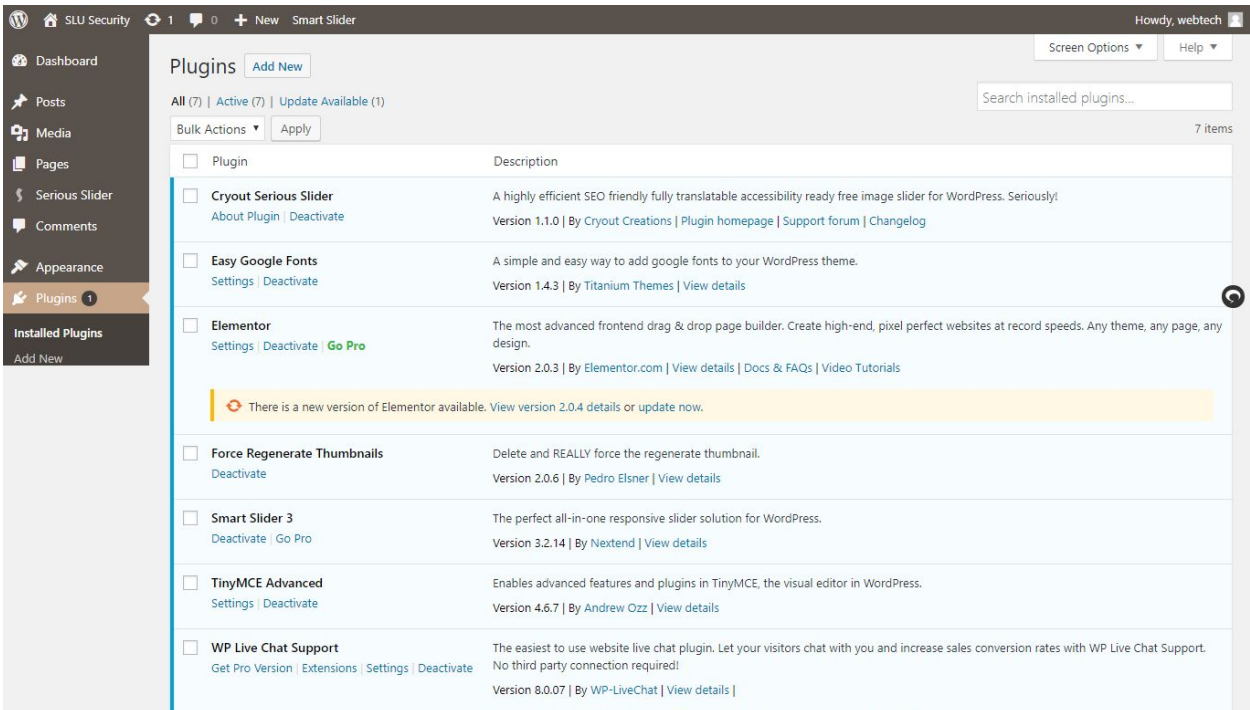 SLU Security 1 0 New Smart Slider Howdy, webtech
Screen Options ▼ Help ▼
Dashboard
Posts
Media
Pages
Serious Slider
Comments
Appearance
Plugins 1
Installed Plugins
Add New
Plugins Add New
All (7) | Active (7) | Update Available (1)
Search installed plugins...
Bulk Actions ▼ Apply
7 items
Plugin Description
Cryout Serious Slider
About Plugin | Deactivate
A highly efficient SEO friendly fully translatable accessibility ready free image slider for WordPress. Seriously!
Version 1.1.0 | By Cryout Creations | Plugin homepage | Support forum | Changelog
Easy Google Fonts
Settings | Deactivate
A simple and easy way to add google fonts to your WordPress theme.
Version 1.4.3 | By Titanium Themes | View details
Elementor
Settings | Deactivate | Go Pro
The most advanced frontend drag & drop page builder. Create high-end, pixel perfect websites at record speeds. Any theme, any page, any
design.
Version 2.0.3 | By Elementor.com | View details | Docs & FAQs | Video Tutorials
There is a new version of Elementor available. View version 2.0.4 details or update now.
Force Regenerate Thumbnails
Deactivate
Delete and REALLY force the regenerate thumbnail.
Version 2.0.6 | By Pedro Elsner | View details
Smart Slider 3
Deactivate | Go Pro
The perfect all-in-one responsive slider solution for WordPress.
Version 3.2.14 | By Nextend | View details
TinyMCE Advanced
Settings | Deactivate
Enables advanced features and plugins in TinyMCE, the visual editor in WordPress.
Version 4.6.7 | By Andrew Ozz | View details
WP Live Chat Support
Get Pro Version | Extensions | Settings | Deactivate
The easiest to use website live chat plugin. Let your visitors chat with you and increase sales conversion rates with WP Live Chat Support.
No third party connection required!
Version 8.0.07 | By WP-LiveChat | View details |